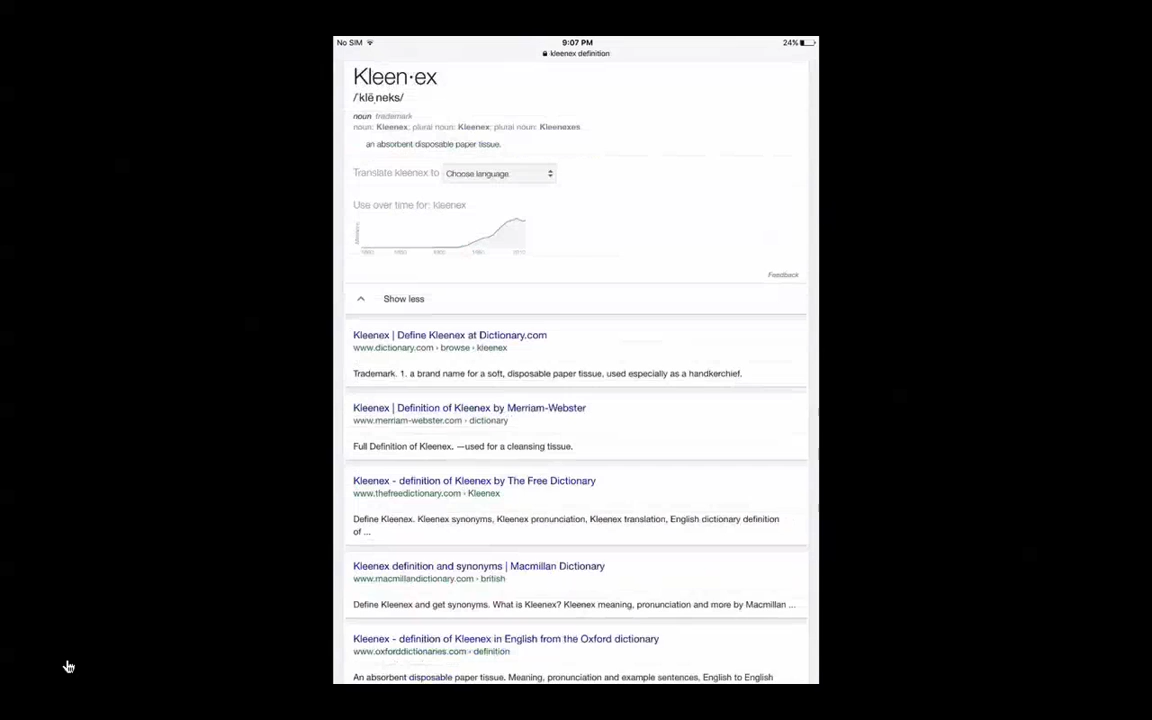 No SIM 9:07 PM 24%
kleenex definition
Kleen·ex
/ˈklēˌneks/
noun trademark
noun: Kleenex; plural noun: Kleenex; plural noun: Kleenexes
an absorbent disposable paper tissue.
Translate kleenex to Choose language
Use over time for: kleenex
Feedback
Show less
Kleenex | Define Kleenex at Dictionary.com
www.dictionary.com › browse › kleenex
Trademark. 1. a brand name for a soft, disposable paper tissue, used especially as a handkerchief.
Kleenex | Definition of Kleenex by Merriam-Webster
www.merriam-webster.com › dictionary
Full Definition of Kleenex. —used for a cleansing tissue.
Kleenex - definition of Kleenex by The Free Dictionary
www.thefreedictionary.com › Kleenex
Define Kleenex. Kleenex synonyms, Kleenex pronunciation, Kleenex translation, English dictionary definition
of ...
Kleenex definition and synonyms | Macmillan Dictionary
www.macmillandictionary.com › british
Define Kleenex and get synonyms. What is Kleenex? Kleenex meaning, pronunciation and more by Macmillan ...
Kleenex - definition of Kleenex in English from the Oxford dictionary
www.oxforddictionaries.com › definition
An absorbent disposable paper tissue. Meaning, pronunciation and example sentences, English to English